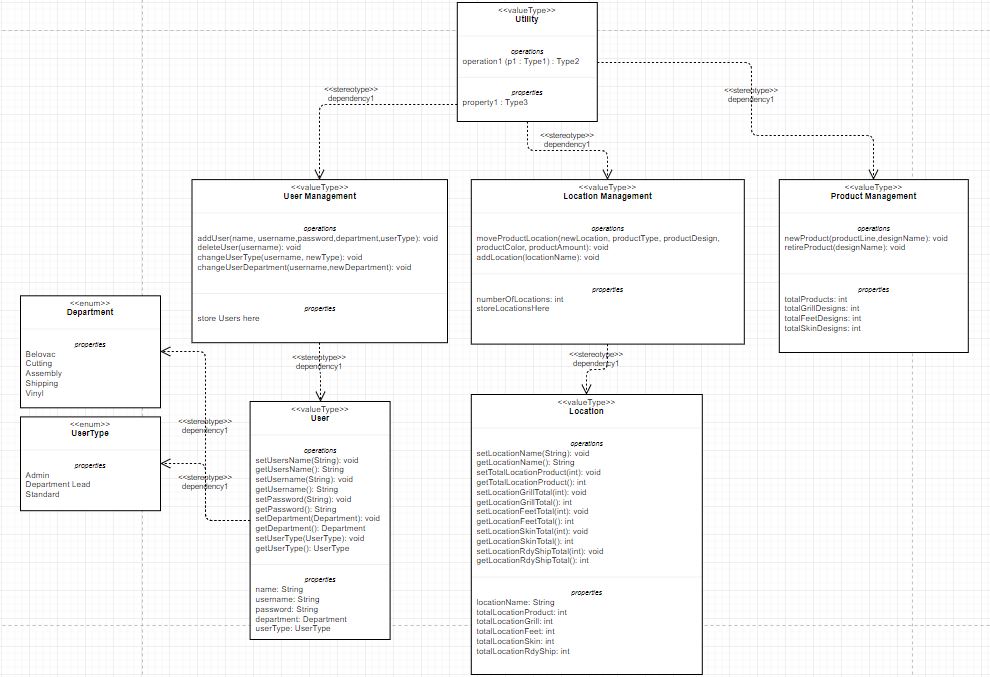 <<valueType>>
Utility
operations
operation1 (p1 : Type1) : Type2
properties
property1 : Type3
<<stereotype>>
dependency1
<<stereotype>>
dependency1
<<stereotype>>
dependency1
<<valueType>>
User Management
operations
addUser(name, username,password,department,userType): void
deleteUser(username): void
changeUserType(username, newType): void
changeUserDepartment(username,newDepartment): void
properties
store Users here
<<valueType>>
Location Management
operations
moveProductLocation(newLocation, productType, productDesign,
productColor, productAmount): void
addLocation(locationName): void
properties
numberOfLocations: int
storeLocationsHere
<<valueType>>
Product Management
operations
newProduct(productLine,designName): void
retireProduct(designName): void
properties
totalProducts: int
totalGrillDesigns: int
totalFeetDesigns: int
totalSkinDesigns: int
<<enum>>
Department
properties
Belovac
Cutting
Assembly
Shipping
Vinyl
<<enum>>
UserType
properties
Admin
Department Lead
Standard
<<stereotype>>
dependency1
<<stereotype>>
dependency1
<<stereotype>>
dependency1
<<stereotype>>
dependency1
<<valueType>>
User
operations
setUsersName(String): void
getUsersName(): String
setUsername(String): void
getUsername(): String
setPassword(String): void
getPassword(): String
setDepartment(Department): void
getDepartment(): Department
setUserType(UserType): void
getUserType(): UserType
properties
name: String
username: String
password: String
department: Department
userType: UserType
<<valueType>>
Location
operations
setLocationName(String): void
getLocationName(): String
setTotalLocationProduct(int): void
getTotalLocationProduct(): int
setLocationGrillTotal(int): void
getLocationGrillTotal(): int
setLocationFeetTotal(int): void
getLocationFeetTotal(): int
setLocationSkinTotal(int): void
getLocationSkinTotal(): int
setLocationRdyShipTotal(int): void
getLocationRdyShipTotal(): int
properties
locationName: String
totalLocationProduct: int
totalLocationGrill: int
totalLocationFeet: int
totalLocationSkin: int
totalLocationRdyShip: int